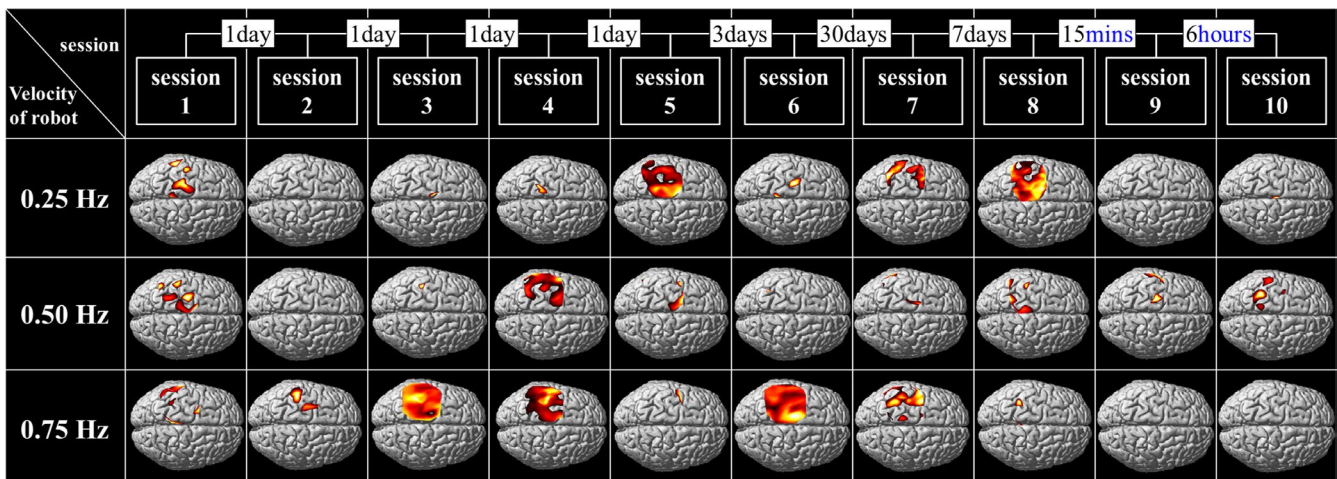 session
Velocity
of robot
1day 1day 1day 1day 3days 30days 7days 15mins 6hours
session session session session session session session session session session
1 2 3 4 5 6 7 8 9 10
0.25 Hz
0.50 Hz
0.75 Hz